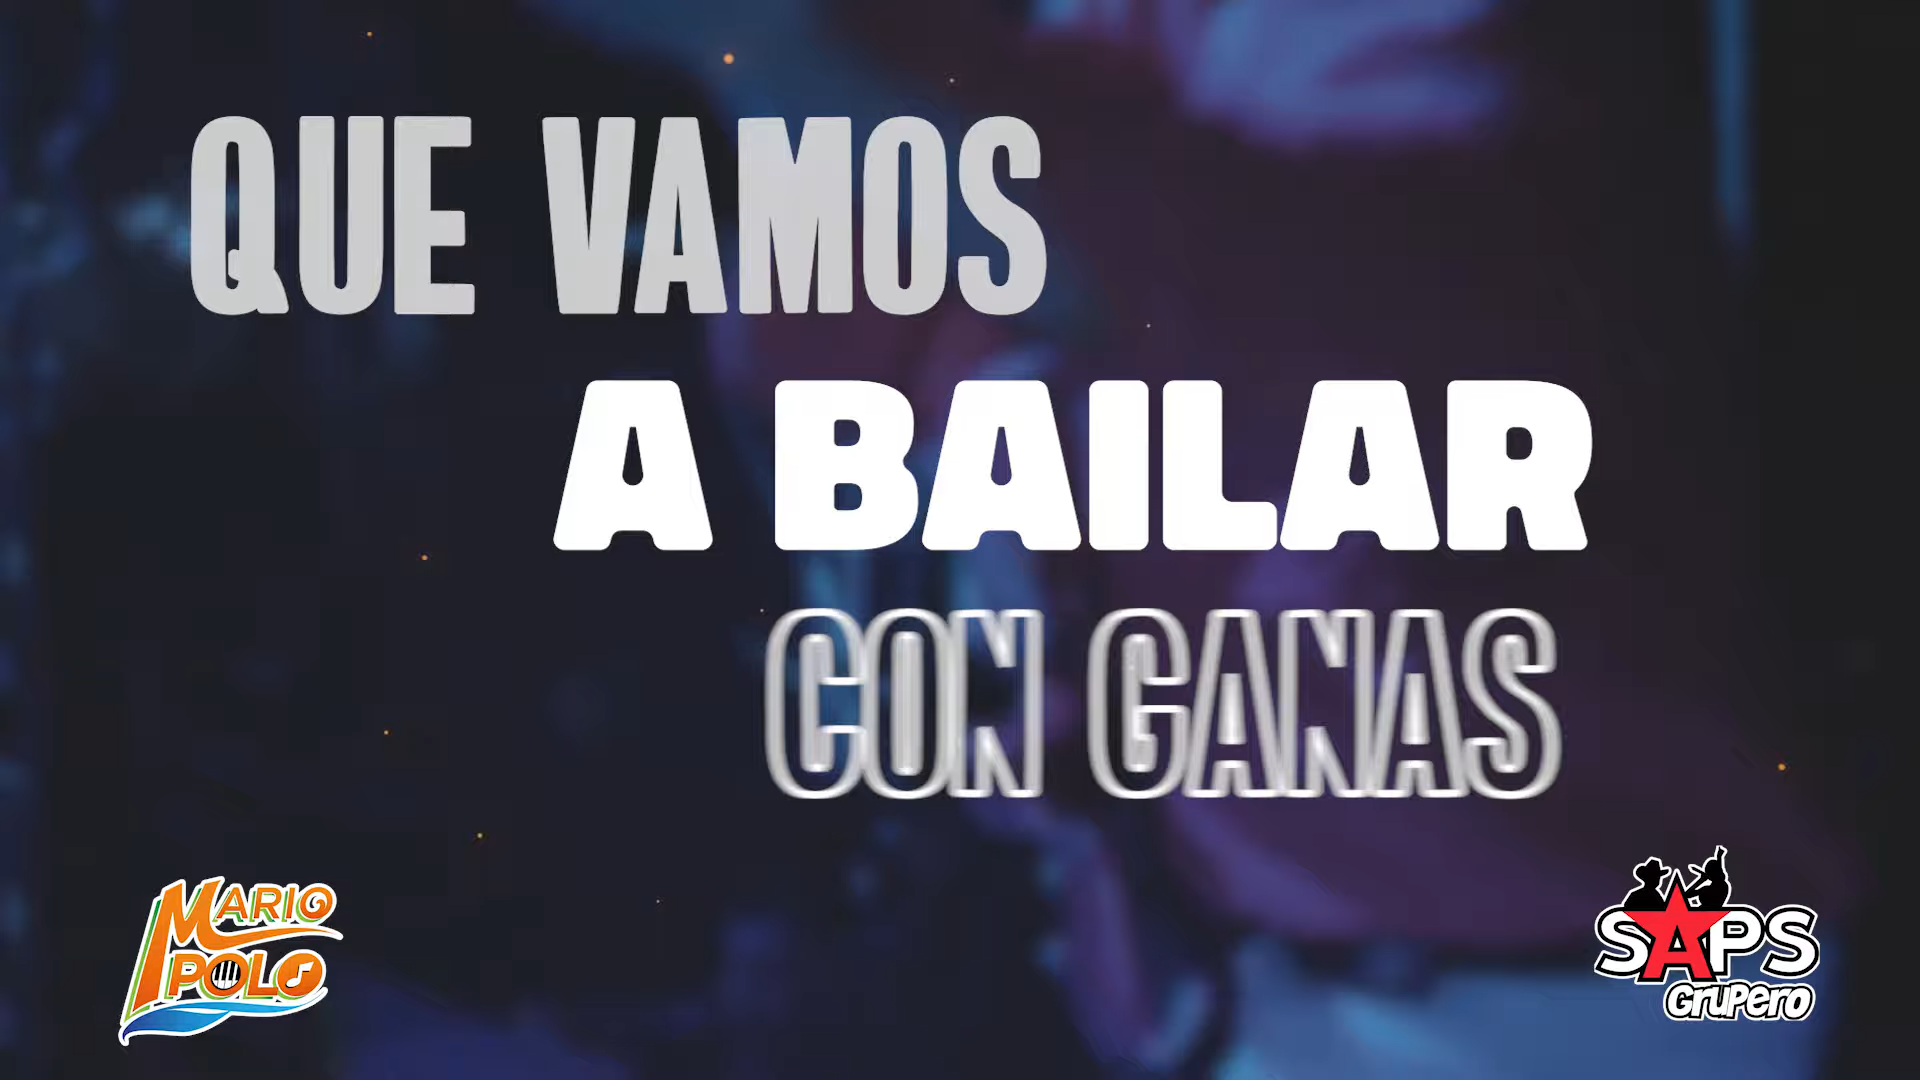 QUE VAMOS
A BAILAR
CON GANAS
MARIO
POLO
SAPS
GruPero